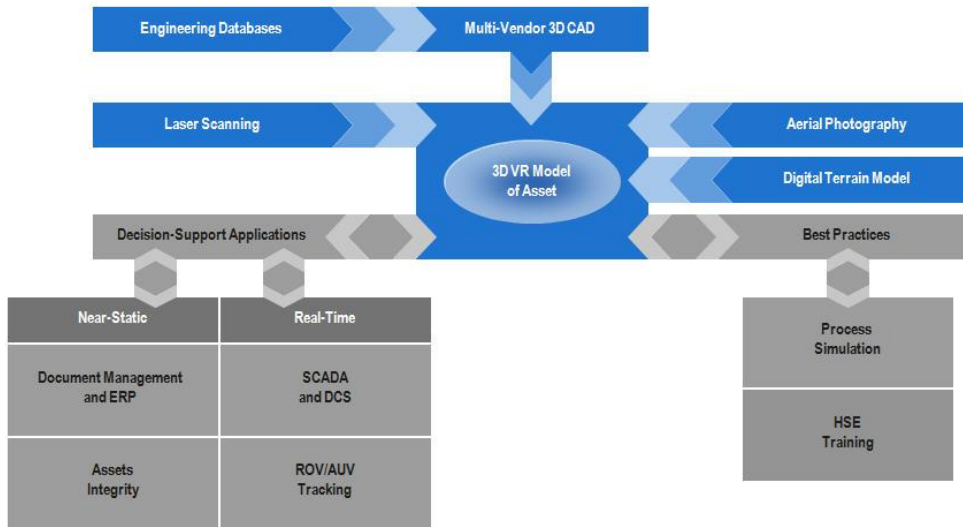 Engineering Databases
Multi-Vendor 3D CAD
Laser Scanning
Aerial Photography
3D VR Model
of Asset
Digital Terrain Model
Decision-Support Applications
Best Practices
Near-Static
Real-Time
Process
Simulation
Document Management
and ERP
SCADA
and DCS
HSE
Training
Assets
Integrity
ROV/AUV
Tracking